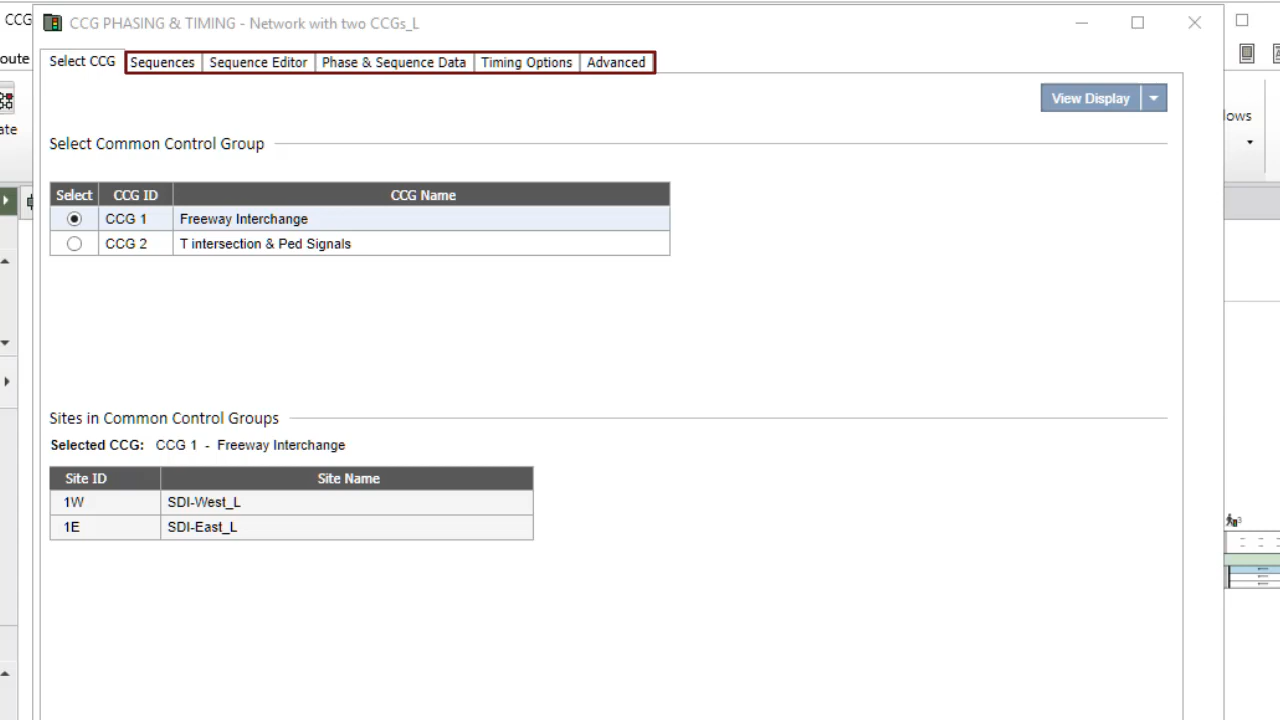 CCG
CCG PHASING & TIMING - Network with two CCGs_L
oute
Select CCG Sequences Sequence Editor Phase & Sequence Data Timing Options Advanced
View Display
ate
ows
Select Common Control Group
Select CCG ID CCG Name
CCG 1 Freeway Interchange
CCG 2 T intersection & Ped Signals
Sites in Common Control Groups
Selected CCG: CCG 1 - Freeway Interchange
Site ID Site Name
1W SDI-West_L
1E SDI-East_L
3